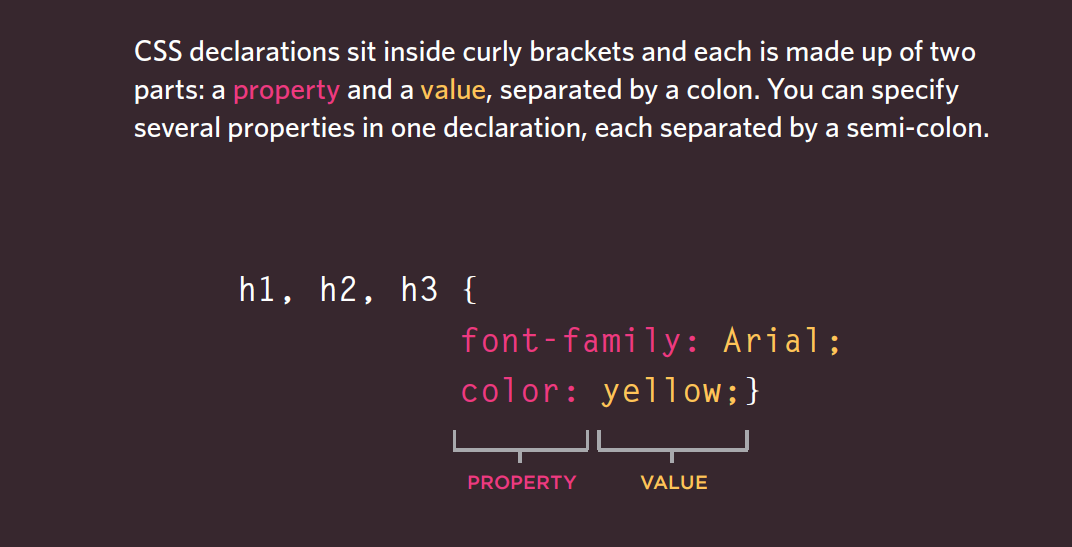 CSS declarations sit inside curly brackets and each is made up of two
parts: a property and a value, separated by a colon. You can specify
several properties in one declaration, each separated by a semi-colon.
h1, h2, h3 {
font-family: Arial;
color: yellow;}
PROPERTY VALUE